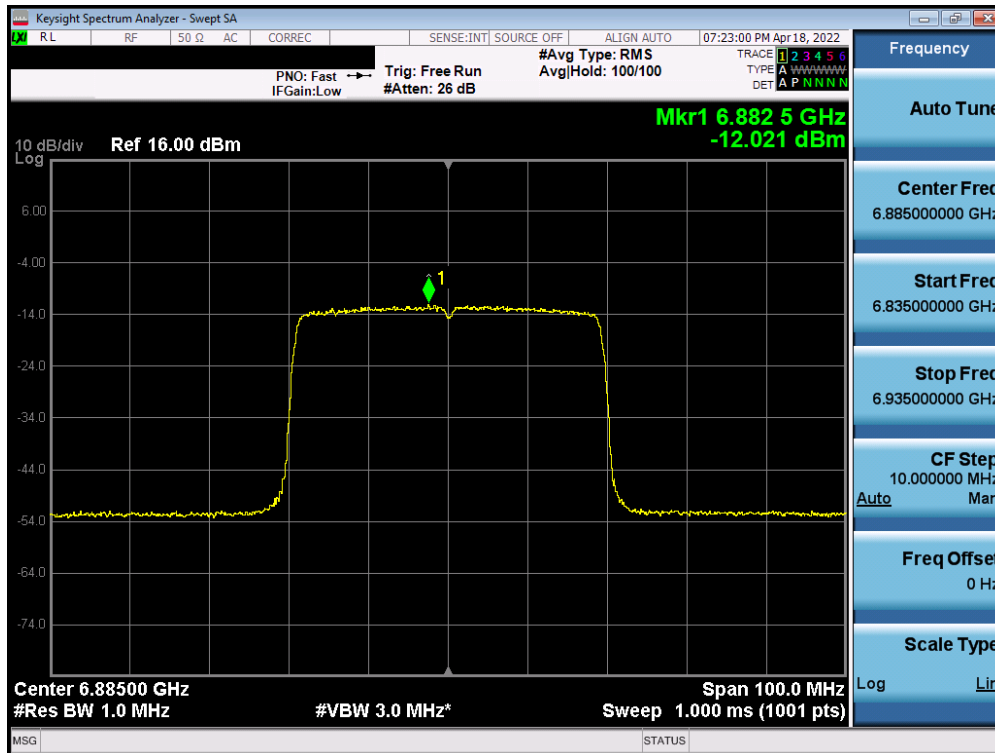 Keysight Spectrum Analyzer - Swept SA
LXI RL RF 50 Ω AC CORREC SENSE:INT SOURCE OFF ALIGN AUTO 07:23:00 PM Apr 18, 2022
PNO: Fast
IFGain:Low
Trig: Free Run
#Atten: 26 dB
#Avg Type: RMS
Avg|Hold: 100/100
TRACE 1 2 3 4 5 6
TYPE A WWWWW
DET A P N N N N
Mkr1 6.882 5 GHz
-12.021 dBm
10 dB/div Ref 16.00 dBm
Log
6.00
-4.00
1
-14.0
-24.0
-34.0
-44.0
-54.0
-64.0
-74.0
Center 6.88500 GHz Span 100.0 MHz
#Res BW 1.0 MHz #VBW 3.0 MHz* Sweep 1.000 ms (1001 pts)
MSG STATUS
Frequency
Auto Tune
Center Freq
6.885000000 GHz
Start Freq
6.835000000 GHz
Stop Freq
6.935000000 GHz
CF Step
10.000000 MHz
Auto Man
Freq Offset
0 Hz
Scale Type
Log Lin